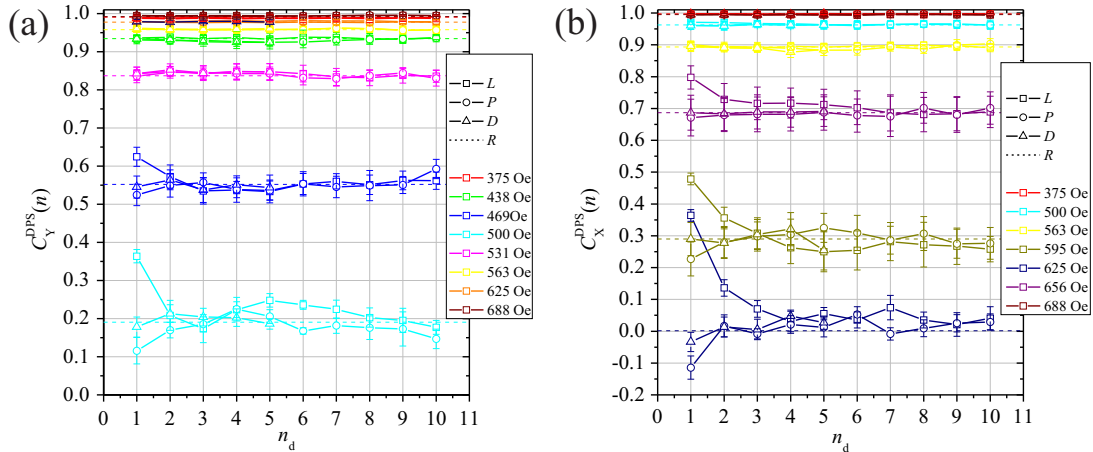 (a)
1.0
0.9
0.8
0.7
0.6
0.5
0.4
0.3
0.2
0.1
0.0
C_Y^DPS(n)
0 1 2 3 4 5 6 7 8 9 10 11
n_d
L
P
D
R
375 Oe
438 Oe
469Oe
500 Oe
531 Oe
563 Oe
625 Oe
688 Oe
(b)
1.0
0.9
0.8
0.7
0.6
0.5
0.4
0.3
0.2
0.1
0.0
-0.1
-0.2
C_X^DPS(n)
0 1 2 3 4 5 6 7 8 9 10 11
n_d
L
P
D
R
375 Oe
500 Oe
563 Oe
595 Oe
625 Oe
656 Oe
688 Oe